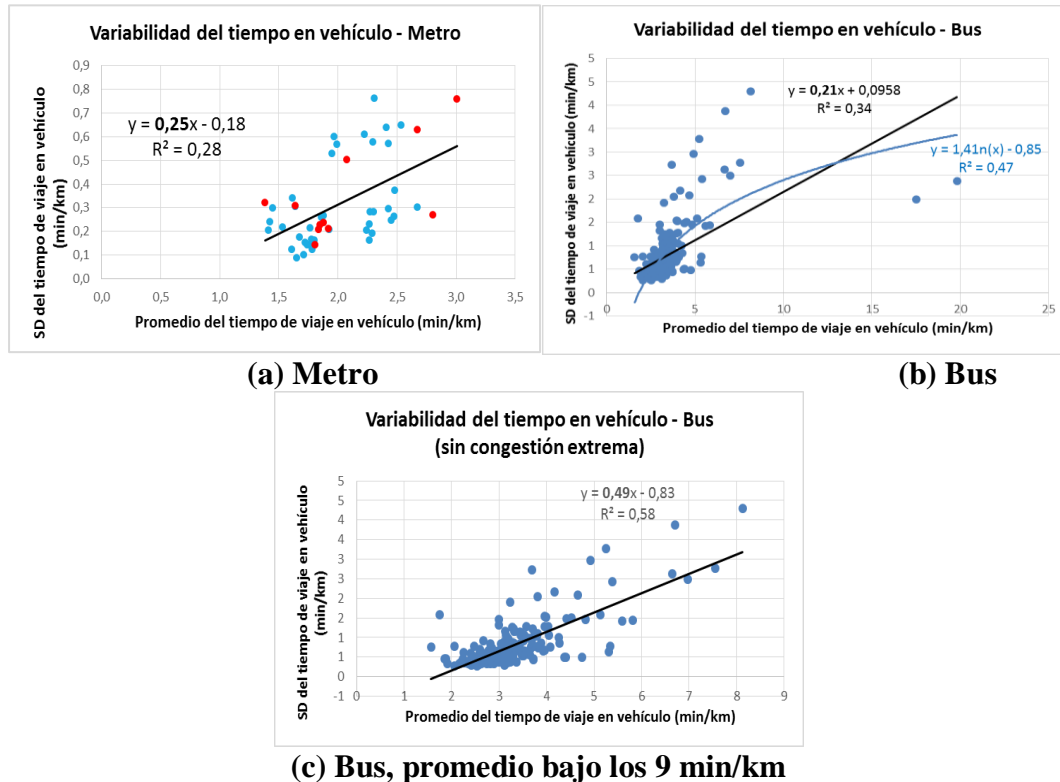 Variabilidad del tiempo en vehículo - Metro
SD del tiempo de viaje en vehículo
(min/km)
0,9
0,8
0,7
0,6
0,5
0,4
0,3
0,2
0,1
0,0
y = 0,25x - 0,18
R² = 0,28
0,0 0,5 1,0 1,5 2,0 2,5 3,0 3,5
Promedio del tiempo de viaje en vehículo (min/km)
(a) Metro
Variabilidad del tiempo en vehículo - Bus
SD del tiempo de viaje en vehículo (min/km)
5
4
4
3
3
2
2
1
1
0
-1
y = 0,21x + 0,0958
R² = 0,34
y = 1,41n(x) - 0,85
R² = 0,47
0 5 10 15 20 25
Promedio del tiempo de viaje en vehículo (min/km)
(b) Bus
Variabilidad del tiempo en vehículo - Bus
(sin congestión extrema)
SD del tiempo de viaje en vehículo
(min/km)
5
4
4
3
3
2
2
1
1
0
-1
y = 0,49x - 0,83
R² = 0,58
0 1 2 3 4 5 6 7 8 9
Promedio del tiempo de viaje en vehículo (min/km)
(c) Bus, promedio bajo los 9 min/km